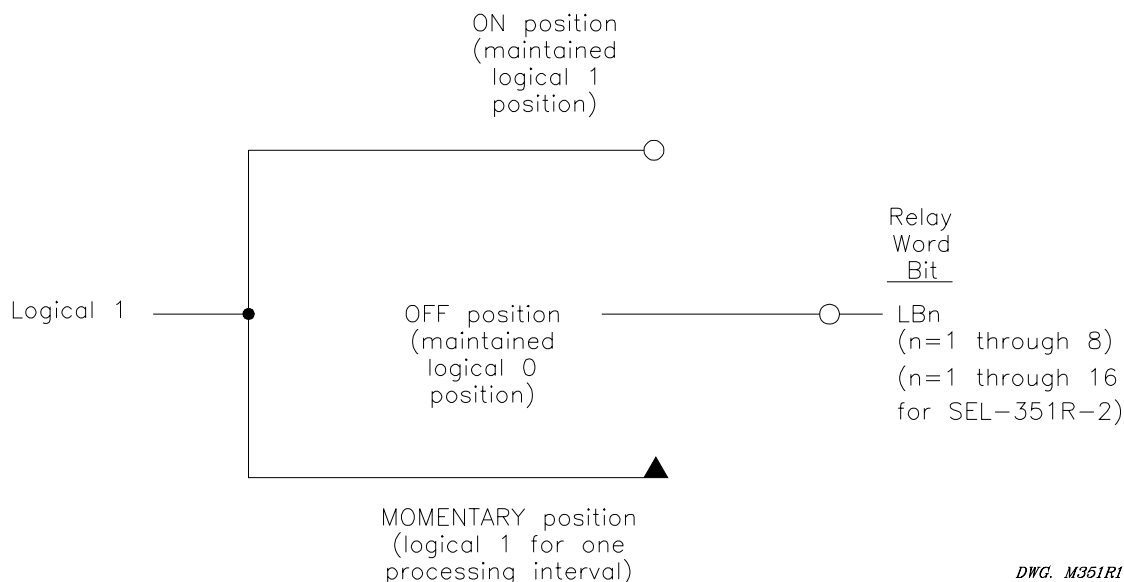 ON position
(maintained
logical 1
position)
Relay
Word
Bit
Logical 1
OFF position
(maintained
logical 0
position)
LBn
(n=1 through 8)
(n=1 through 16
for SEL-351R-2)
MOMENTARY position
(logical 1 for one
processing interval)
DWG. M351R1